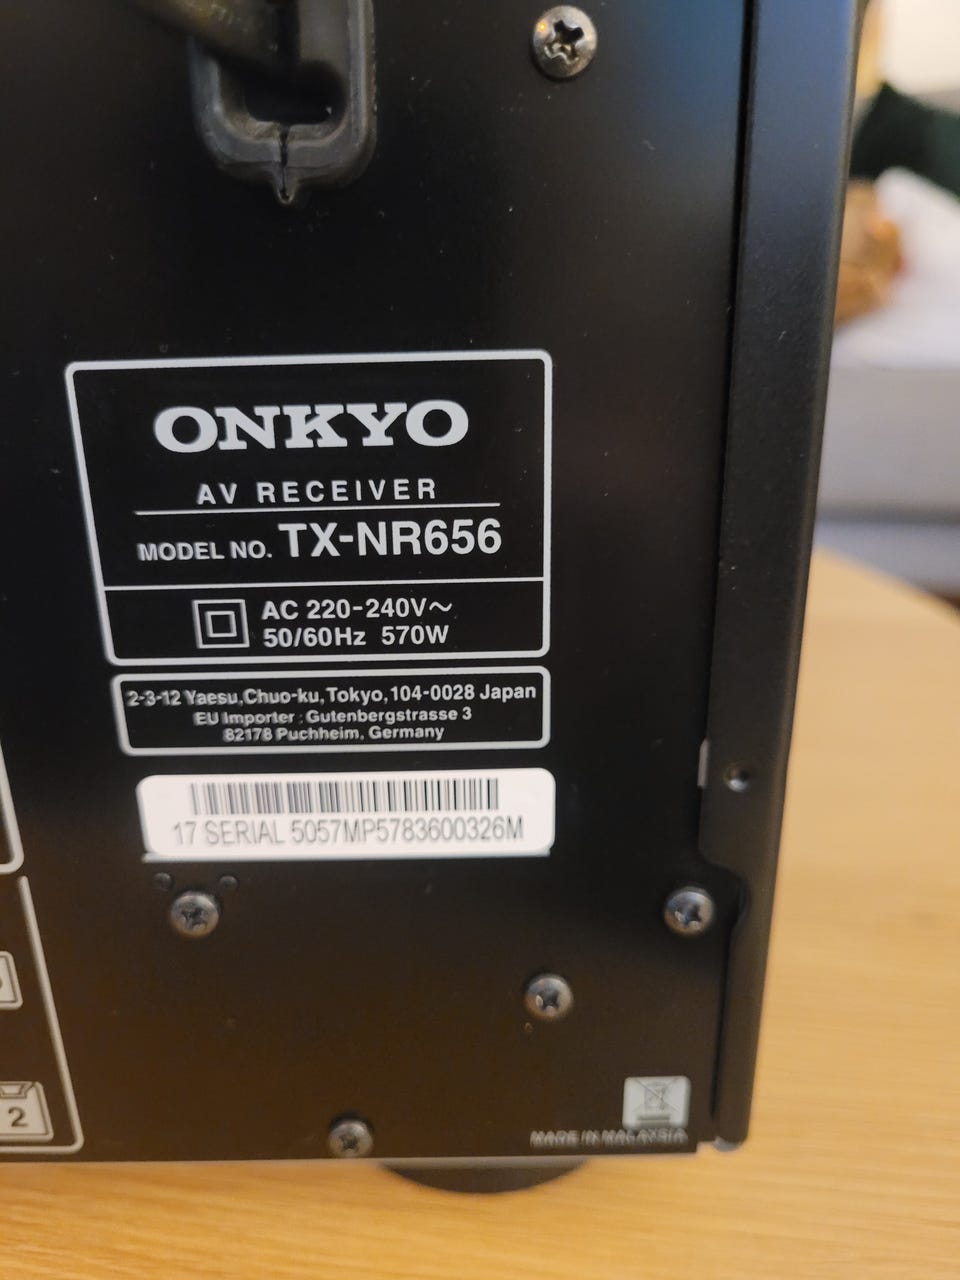 ONKYO
AV RECEIVER
MODEL NO. TX-NR656
AC 220-240V~
50/60Hz 570W
2-3-12 Yaesu,Chuo-ku,Tokyo,104-0028 Japan
EU Importer : Gutenbergstrasse 3
82178 Puchheim, Germany
17 SERIAL 5057MP5783600326M
2
MADE IN MALAYSIA